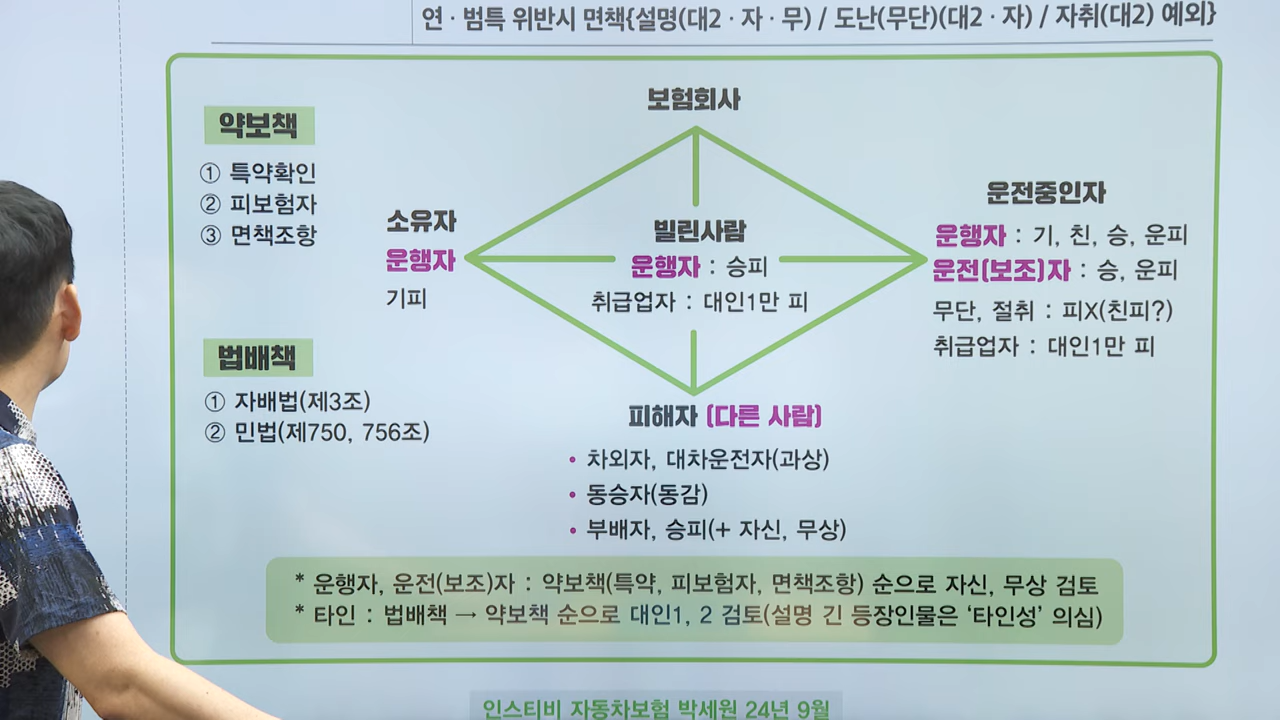 연 · 범특 위반시 면책{설명(대2 · 자 · 무) / 도난(무단)(대2 · 자) / 자취(대2) 예외}
보험회사
약보책
① 특약확인
② 피보험자
③ 면책조항
소유자
운행자
기피
빌린사람
운행자 : 승피
취급업자 : 대인1만 피
운전중인자
운행자 : 기, 친, 승, 운피
운전(보조)자 : 승, 운피
무단, 절취 : 피X(친피?)
취급업자 : 대인1만 피
법배책
① 자배법(제3조)
② 민법(제750, 756조)
피해자 (다른 사람)
• 차외자, 대차운전자(과상)
• 동승자(동감)
• 부배자, 승피(+ 자신, 무상)
* 운행자, 운전(보조)자 : 약보책(특약, 피보험자, 면책조항) 순으로 자신, 무상 검토
* 타인 : 법배책 → 약보책 순으로 대인1, 2 검토(설명 긴 등장인물은 ‘타인성’ 의심)
인스티비 자동차보험 박세원 24년 9월